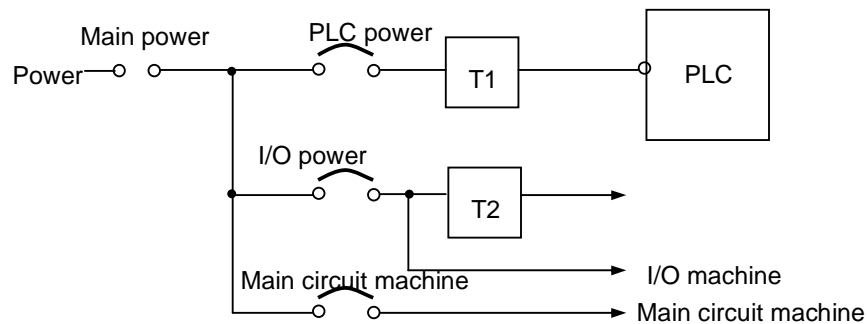 Main power
PLC power
Power
T1
PLC
I/O power
T2
I/O machine
Main circuit machine
Main circuit machine